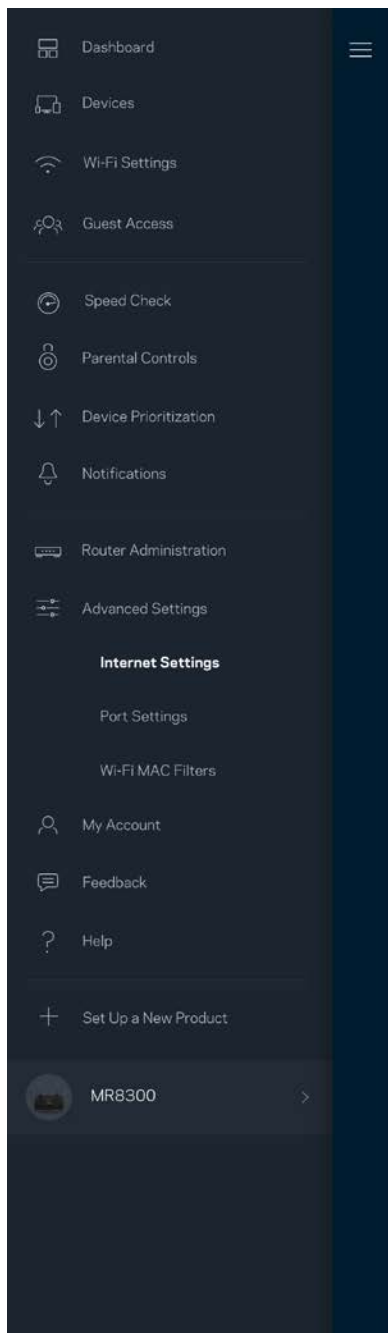 Dashboard
Devices
Wi-Fi Settings
Guest Access
Speed Check
Parental Controls
Device Prioritization
Notifications
Router Administration
Advanced Settings
Internet Settings
Port Settings
Wi-Fi MAC Filters
My Account
Feedback
Help
Set Up a New Product
MR8300